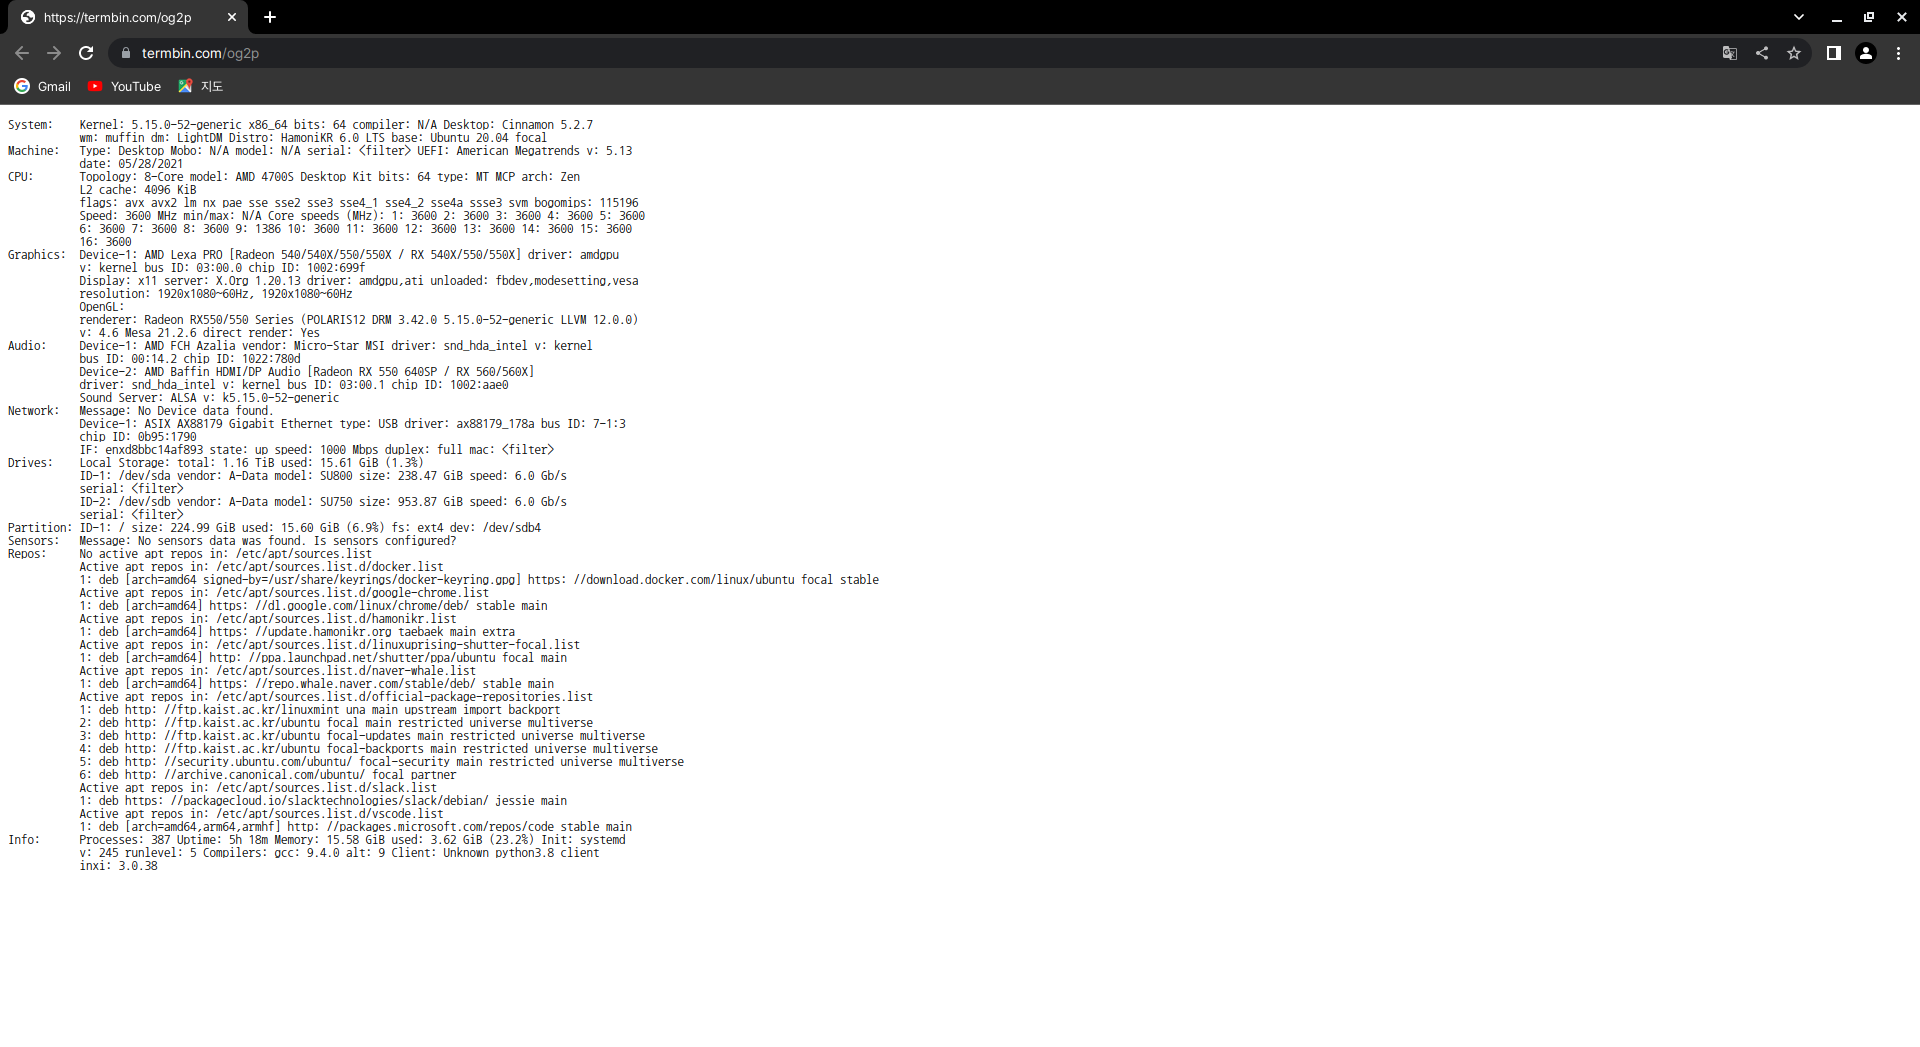 https://termbin.com/og2p
termbin.com/og2p
Gmail YouTube 지도
System: Kernel: 5.15.0-52-generic x86_64 bits: 64 compiler: N/A Desktop: Cinnamon 5.2.7
wm: muffin dm: LightDM Distro: HamoniKR 6.0 LTS base: Ubuntu 20.04 focal
Machine: Type: Desktop Mobo: N/A model: N/A serial: <filter> UEFI: American Megatrends v: 5.13
date: 05/28/2021
CPU: Topology: 8-Core model: AMD 4700S Desktop Kit bits: 64 type: MT MCP arch: Zen
L2 cache: 4096 KiB
flags: avx avx2 lm nx pae sse sse2 sse3 sse4_1 sse4_2 sse4a ssse3 svm bogomips: 115196
Speed: 3600 MHz min/max: N/A Core speeds (MHz): 1: 3600 2: 3600 3: 3600 4: 3600 5: 3600
6: 3600 7: 3600 8: 3600 9: 1386 10: 3600 11: 3600 12: 3600 13: 3600 14: 3600 15: 3600
16: 3600
Graphics: Device-1: AMD Lexa PRO [Radeon 540/540X/550/550X / RX 540X/550/550X] driver: amdgpu
v: kernel bus ID: 03:00.0 chip ID: 1002:699f
Display: x11 server: X.Org 1.20.13 driver: amdgpu,ati unloaded: fbdev,modesetting,vesa
resolution: 1920x1080~60Hz, 1920x1080~60Hz
OpenGL:
renderer: Radeon RX550/550 Series (POLARIS12 DRM 3.42.0 5.15.0-52-generic LLVM 12.0.0)
v: 4.6 Mesa 21.2.6 direct render: Yes
Audio: Device-1: AMD FCH Azalia vendor: Micro-Star MSI driver: snd_hda_intel v: kernel
bus ID: 00:14.2 chip ID: 1022:780d
Device-2: AMD Baffin HDMI/DP Audio [Radeon RX 550 640SP / RX 560/560X]
driver: snd_hda_intel v: kernel bus ID: 03:00.1 chip ID: 1002:aae0
Sound Server: ALSA v: k5.15.0-52-generic
Network: Message: No Device data found.
Device-1: ASIX AX88179 Gigabit Ethernet type: USB driver: ax88179_178a bus ID: 7-1:3
chip ID: 0b95:1790
IF: enxd8bbc14af893 state: up speed: 1000 Mbps duplex: full mac: <filter>
Drives: Local Storage: total: 1.16 TiB used: 15.61 GiB (1.3%)
ID-1: /dev/sda vendor: A-Data model: SU800 size: 238.47 GiB speed: 6.0 Gb/s
serial: <filter>
ID-2: /dev/sdb vendor: A-Data model: SU750 size: 953.87 GiB speed: 6.0 Gb/s
serial: <filter>
Partition: ID-1: / size: 224.99 GiB used: 15.60 GiB (6.9%) fs: ext4 dev: /dev/sdb4
Sensors: Message: No sensors data was found. Is sensors configured?
Repos: No active apt repos in: /etc/apt/sources.list
Active apt repos in: /etc/apt/sources.list.d/docker.list
1: deb [arch=amd64 signed-by=/usr/share/keyrings/docker-keyring.gpg] https: //download.docker.com/linux/ubuntu focal stable
Active apt repos in: /etc/apt/sources.list.d/google-chrome.list
1: deb [arch=amd64] https: //dl.google.com/linux/chrome/deb/ stable main
Active apt repos in: /etc/apt/sources.list.d/hamonikr.list
1: deb [arch=amd64] https: //update.hamonikr.org taebaek main extra
Active apt repos in: /etc/apt/sources.list.d/linuxuprising-shutter-focal.list
1: deb [arch=amd64] http: //ppa.launchpad.net/shutter/ppa/ubuntu focal main
Active apt repos in: /etc/apt/sources.list.d/naver-whale.list
1: deb [arch=amd64] https: //repo.whale.naver.com/stable/deb/ stable main
Active apt repos in: /etc/apt/sources.list.d/official-package-repositories.list
1: deb http: //ftp.kaist.ac.kr/linuxmint una main upstream import backport
2: deb http: //ftp.kaist.ac.kr/ubuntu focal main restricted universe multiverse
3: deb http: //ftp.kaist.ac.kr/ubuntu focal-updates main restricted universe multiverse
4: deb http: //ftp.kaist.ac.kr/ubuntu focal-backports main restricted universe multiverse
5: deb http: //security.ubuntu.com/ubuntu/ focal-security main restricted universe multiverse
6: deb http: //archive.canonical.com/ubuntu/ focal partner
Active apt repos in: /etc/apt/sources.list.d/slack.list
1: deb https: //packagecloud.io/slacktechnologies/slack/debian/ jessie main
Active apt repos in: /etc/apt/sources.list.d/vscode.list
1: deb [arch=amd64,arm64,armhf] http: //packages.microsoft.com/repos/code stable main
Info: Processes: 387 Uptime: 5h 18m Memory: 15.58 GiB used: 3.62 GiB (23.2%) Init: systemd
v: 245 runlevel: 5 Compilers: gcc: 9.4.0 alt: 9 Client: Unknown python3.8 client
inxi: 3.0.38